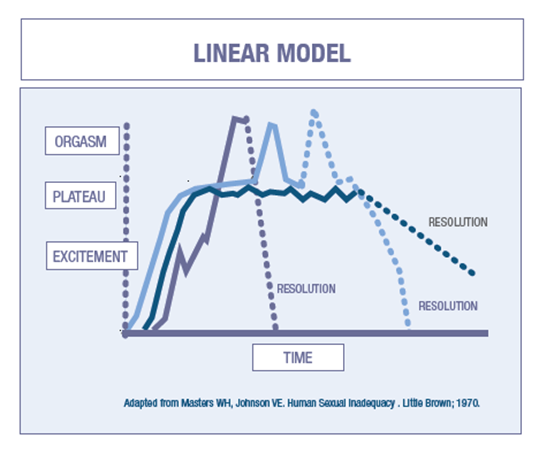 LINEAR MODEL
ORGASM
PLATEAU
EXCITEMENT
RESOLUTION
RESOLUTION
RESOLUTION
TIME
Adapted from Masters WH, Johnson VE. Human Sexual Inadequacy . Little Brown; 1970.